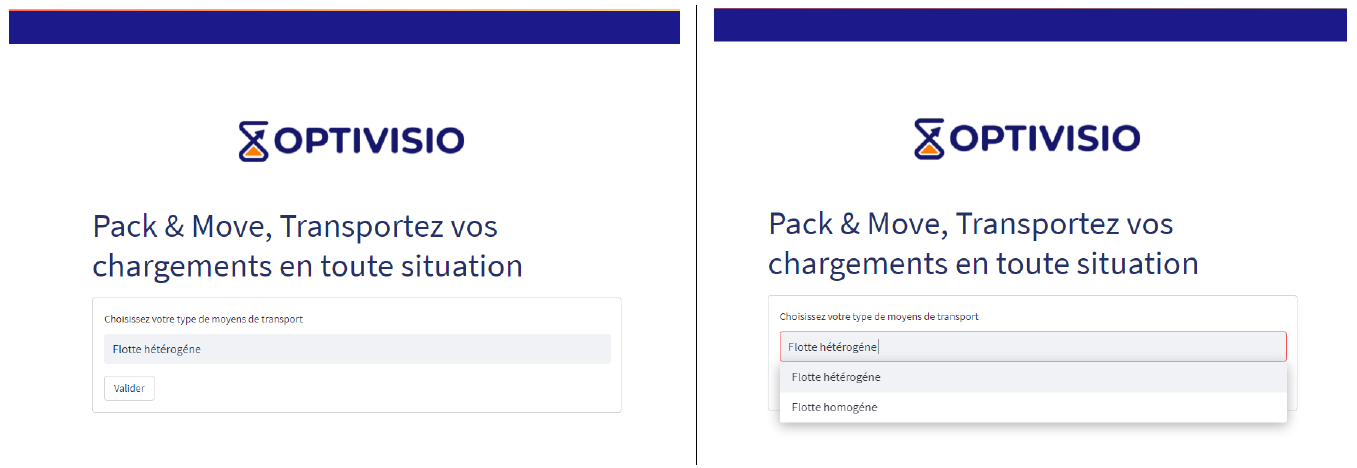 OPTIVISIO
Pack & Move, Transportez vos
chargements en toute situation
Choisissez votre type de moyens de transport
Flotte hétérogéne
Valider
OPTIVISIO
Pack & Move, Transportez vos
chargements en toute situation
Choisissez votre type de moyens de transport
Flotte hétérogéne
Flotte hétérogéne
Flotte homogéne